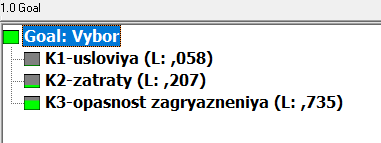 1.0 Goal
Goal: Vybor
K1-usloviya (L: ,058)
K2-zatraty (L: ,207)
K3-opasnost zagryazneniya (L: ,735)